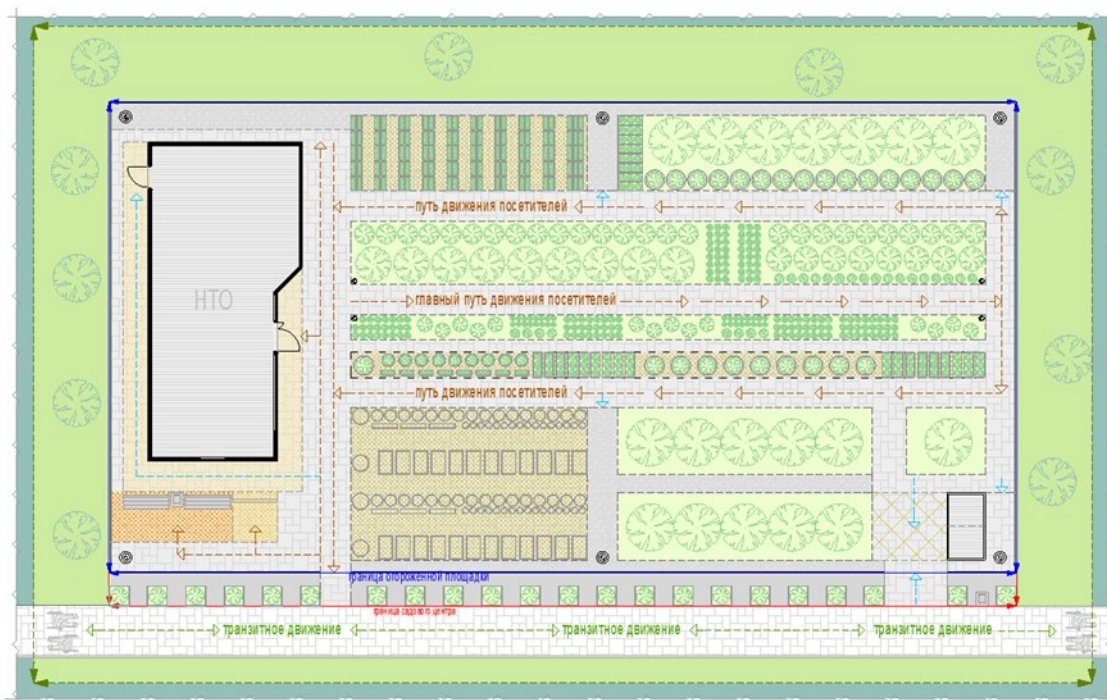 путь движения посетителей
НТО
главный путь движения посетителей
путь движения посетителей
граница огороженной площадки
граница садового центра
транзитное движение транзитное движение транзитное движение